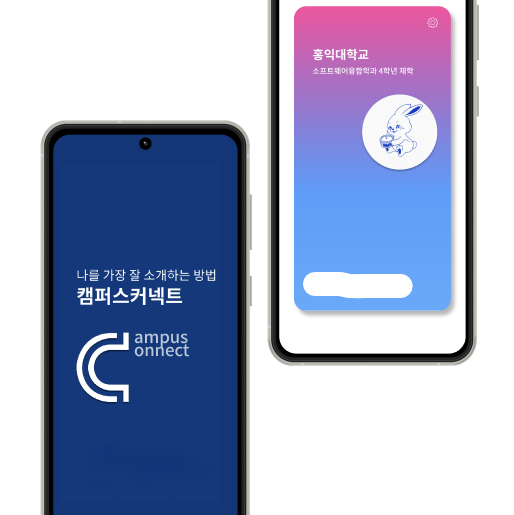 홍익대학교
소프트웨어융합학과 4학년 재학
나를 가장 잘 소개하는 방법
캠퍼스커넥트
Campus
onnect